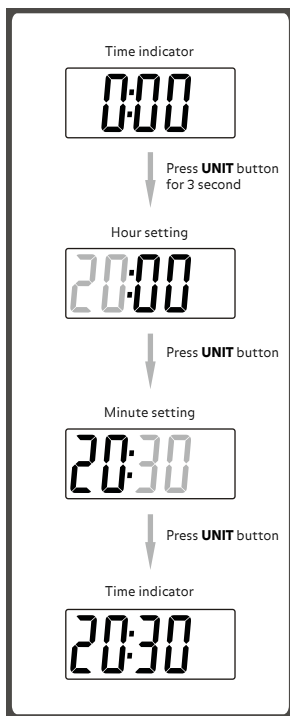 Time indicator
0:00
Press UNIT button
for 3 second
Hour setting
20:00
Press UNIT button
Minute setting
20:30
Press UNIT button
Time indicator
20:30